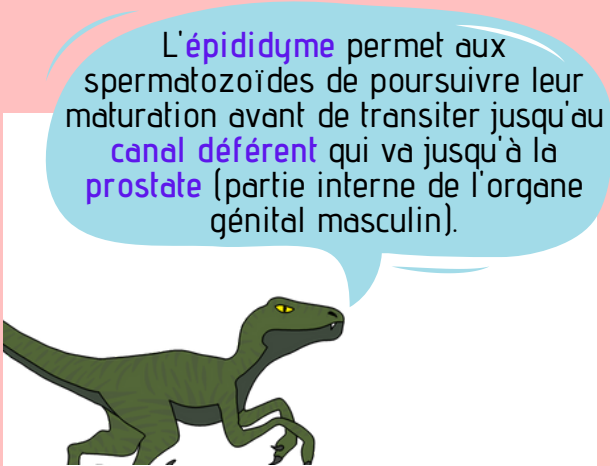 L'épididyme permet aux
spermatozoïdes de poursuivre leur
maturation avant de transiter jusqu'au
canal déférent qui va jusqu'à la
prostate (partie interne de l'organe
génital masculin).